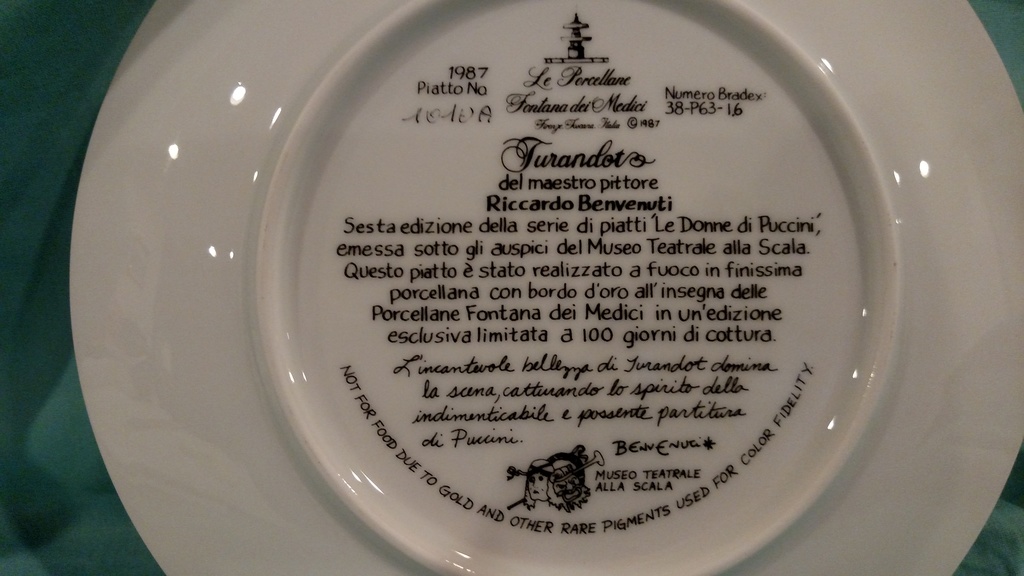 1987
Piatto No
Le Porcellane
Fontana dei Medici
Firenze Toscana Italia © 1987
Numero Bradex:
38-P63-1,6
Turandot
del maestro pittore
Riccardo Benvenuti
Sesta edizione della serie di piatti 'Le Donne di Puccini',
emessa sotto gli auspici del Museo Teatrale alla Scala.
Questo piatto è stato realizzato a fuoco in finissima
porcellana con bordo d'oro all'insegna delle
Porcellane Fontana dei Medici in un'edizione
esclusiva limitata a 100 giorni di cottura.
L'incantevole bellezza di Turandot domina
la scena, catturando lo spirito della
indimenticabile e possente partitura
di Puccini.
BENVENUTI*
MUSEO TEATRALE
ALLA SCALA
NOT FOR FOOD DUE TO GOLD AND OTHER RARE PIGMENTS USED FOR COLOR FIDELITY.